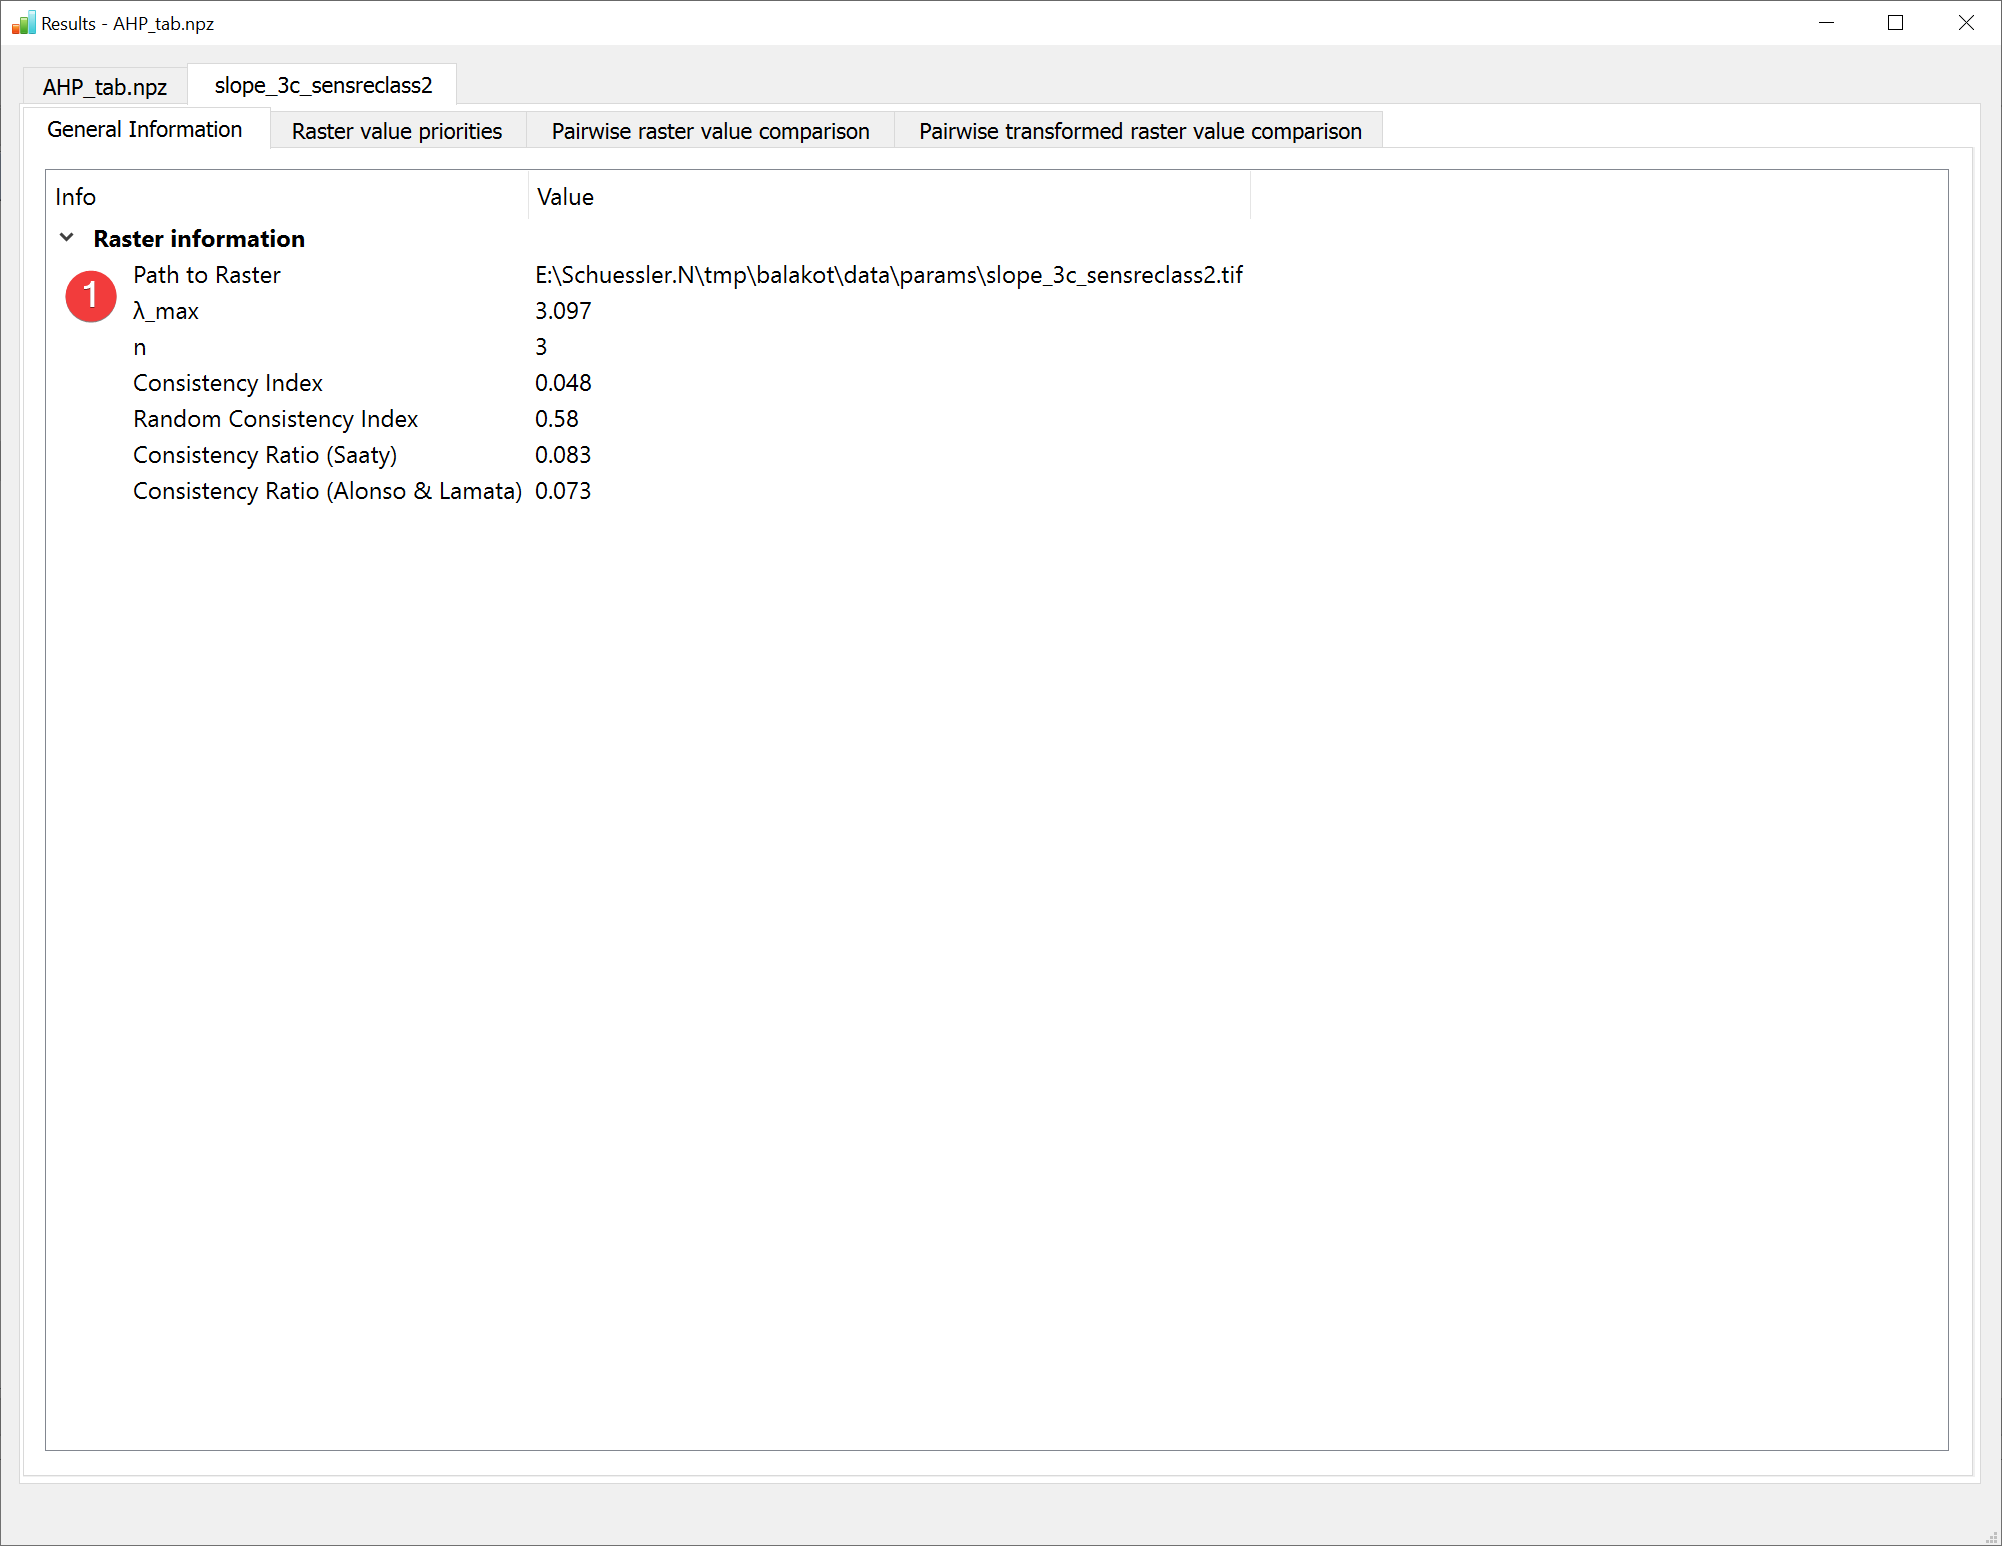 Results - AHP_tab.npz
AHP_tab.npz slope_3c_sensreclass2
General Information Raster value priorities Pairwise raster value comparison Pairwise transformed raster value comparison
Info Value
Raster information
Path to Raster E:\Schuessler.N\tmp\balakot\data\params\slope_3c_sensreclass2.tif
1
λ_max 3.097
n 3
Consistency Index 0.048
Random Consistency Index 0.58
Consistency Ratio (Saaty) 0.083
Consistency Ratio (Alonso & Lamata) 0.073